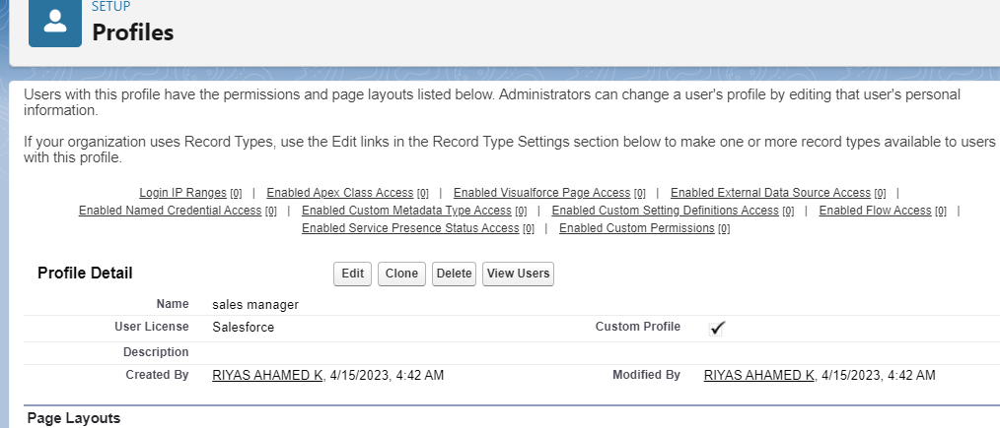 SETUP
Profiles
Users with this profile have the permissions and page layouts listed below. Administrators can change a user's profile by editing that user's personal
information.
If your organization uses Record Types, use the Edit links in the Record Type Settings section below to make one or more record types available to users
with this profile.
Login IP Ranges [0] | Enabled Apex Class Access [0] | Enabled Visualforce Page Access [0] | Enabled External Data Source Access [0] |
Enabled Named Credential Access [0] | Enabled Custom Metadata Type Access [0] | Enabled Custom Setting Definitions Access [0] | Enabled Flow Access [0] |
Enabled Service Presence Status Access [0] | Enabled Custom Permissions [0]
Profile Detail Edit Clone Delete View Users
Name sales manager
User License Salesforce Custom Profile
Description
Created By RIYAS AHAMED K, 4/15/2023, 4:42 AM Modified By RIYAS AHAMED K, 4/15/2023, 4:42 AM
Page Layouts